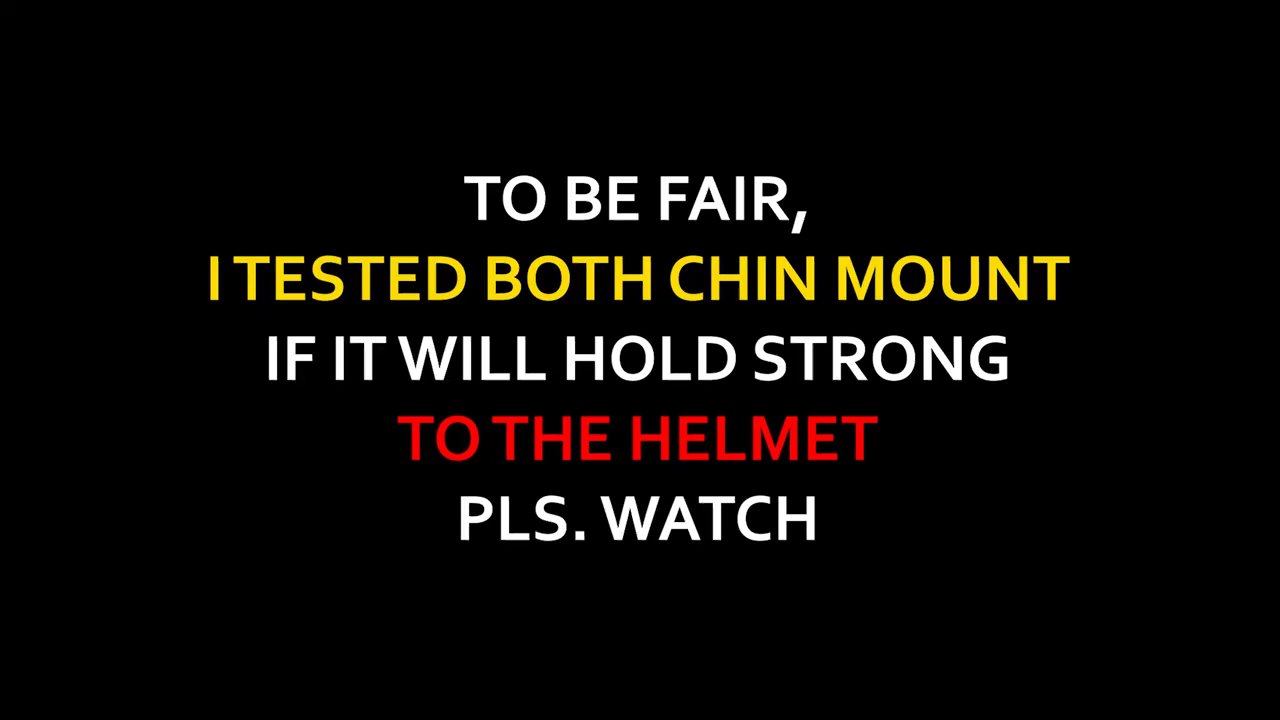 TO BE FAIR,
I TESTED BOTH CHIN MOUNT
IF IT WILL HOLD STRONG
TO THE HELMET
PLS. WATCH